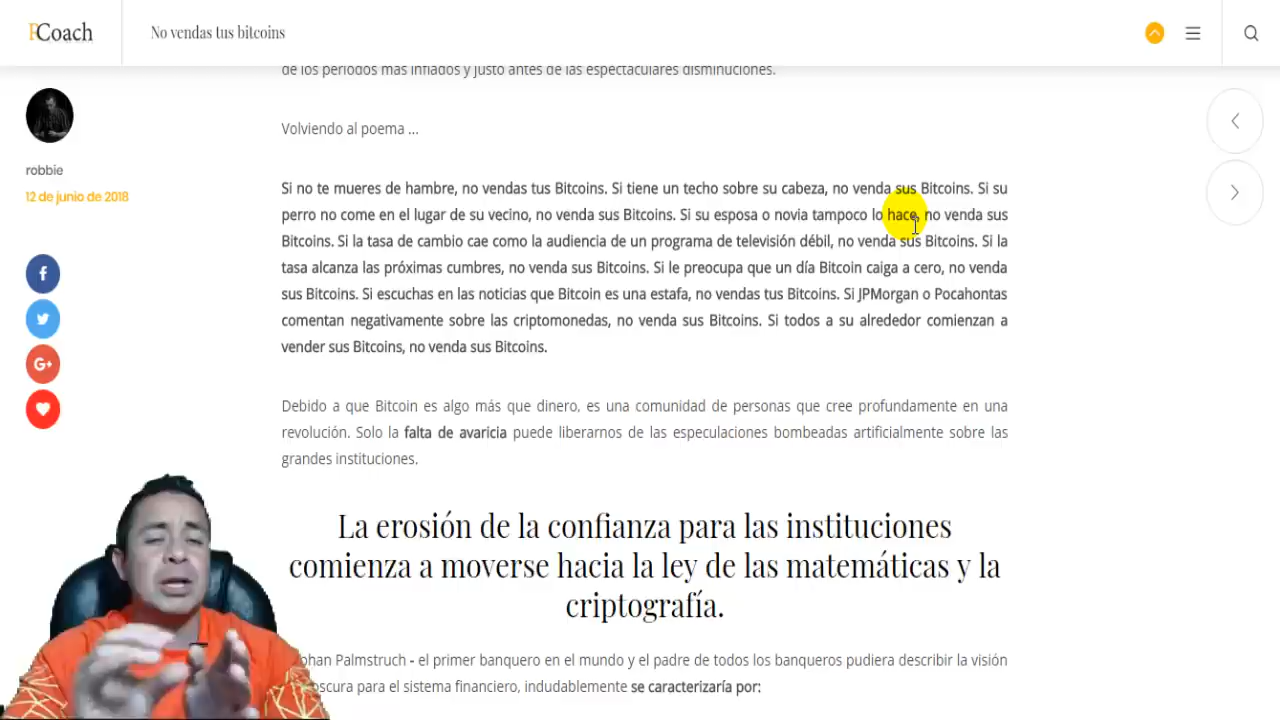 FCoach
No vendas tus bitcoins
de los períodos más inflados y justo antes de las espectaculares disminuciones.
robbie
12 de junio de 2018
Volviendo al poema ...
Si no te mueres de hambre, no vendas tus Bitcoins. Si tiene un techo sobre su cabeza, no venda sus Bitcoins. Si su
perro no come en el lugar de su vecino, no venda sus Bitcoins. Si su esposa o novia tampoco lo hace, no venda sus
Bitcoins. Si la tasa de cambio cae como la audiencia de un programa de televisión débil, no venda sus Bitcoins. Si la
tasa alcanza las próximas cumbres, no venda sus Bitcoins. Si le preocupa que un día Bitcoin caiga a cero, no venda
sus Bitcoins. Si escuchas en las noticias que Bitcoin es una estafa, no vendas tus Bitcoins. Si JPMorgan o Pocahontas
comentan negativamente sobre las criptomonedas, no venda sus Bitcoins. Si todos a su alrededor comienzan a
vender sus Bitcoins, no venda sus Bitcoins.
Debido a que Bitcoin es algo más que dinero, es una comunidad de personas que cree profundamente en una
revolución. Solo la falta de avaricia puede liberarnos de las especulaciones bombeadas artificialmente sobre las
grandes instituciones.
La erosión de la confianza para las instituciones
comienza a moverse hacia la ley de las matemáticas y la
criptografía.
Palmstruch - el primer banquero en el mundo y el padre de todos los banqueros pudiera describir la visión
para el sistema financiero, indudablemente se caracterizaría por: